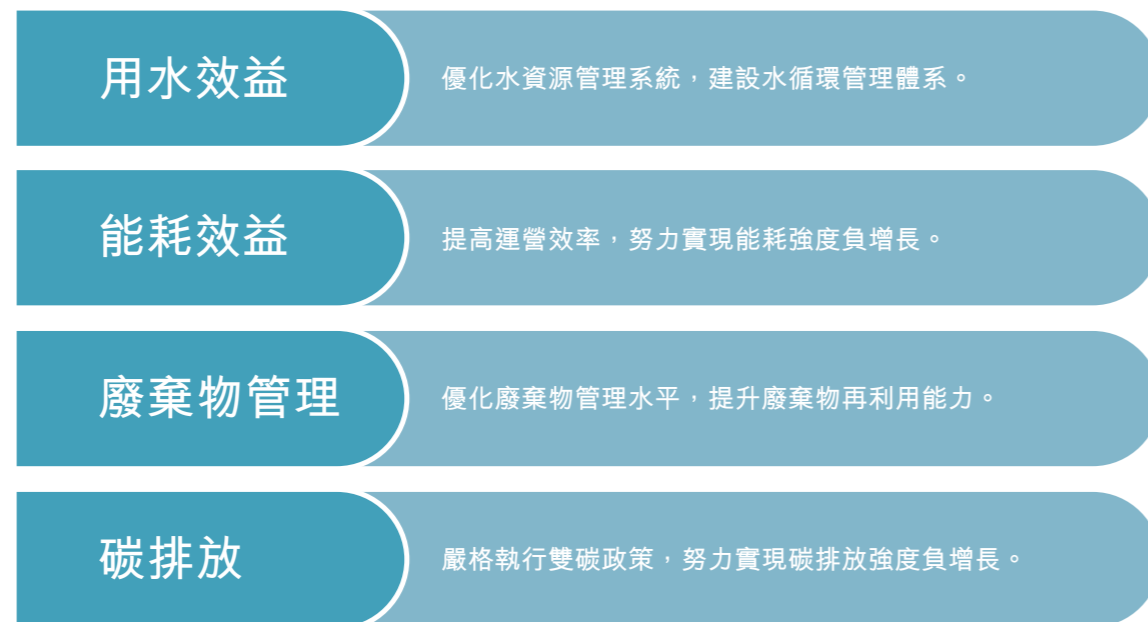 用水效益
優化水資源管理系統，建設水循環管理體系。
能耗效益
提高運營效率，努力實現能耗強度負增長。
廢棄物管理
優化廢棄物管理水平，提升廢棄物再利用能力。
碳排放
嚴格執行雙碳政策，努力實現碳排放強度負增長。